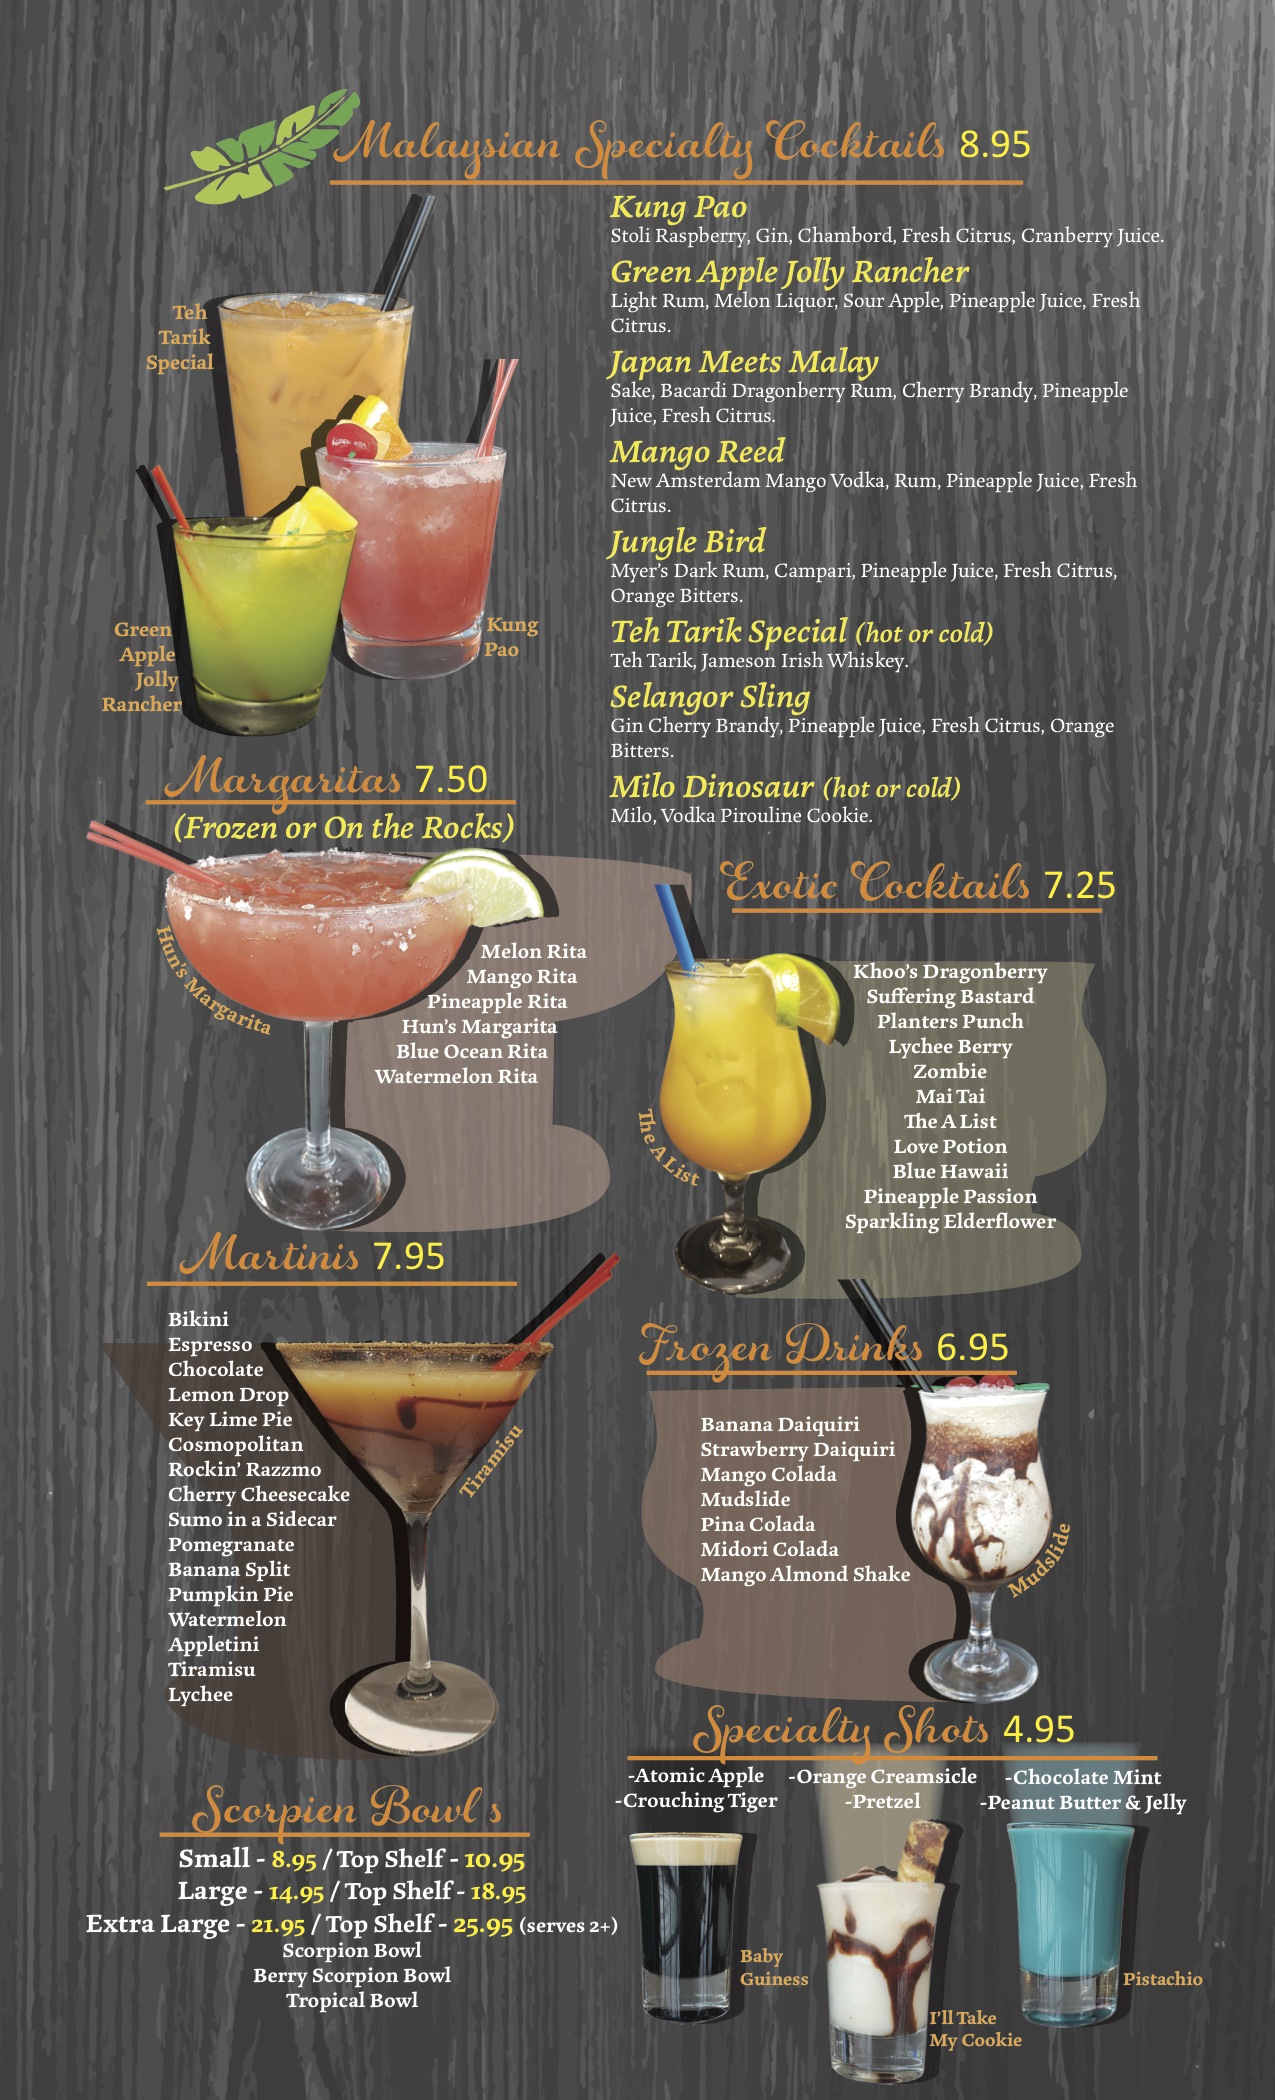 Malaysian Specialty Cocktails 8.95
Kung Pao
Stoli Raspberry, Gin, Chambord, Fresh Citrus, Cranberry Juice.
Green Apple Jolly Rancher
Light Rum, Melon Liquor, Sour Apple, Pineapple Juice, Fresh
Citrus.
Japan Meets Malay
Sake, Bacardi Dragonberry Rum, Cherry Brandy, Pineapple
Juice, Fresh Citrus.
Mango Reed
New Amsterdam Mango Vodka, Rum, Pineapple Juice, Fresh
Citrus.
Jungle Bird
Myer's Dark Rum, Campari, Pineapple Juice, Fresh Citrus,
Orange Bitters.
Teh Tarik Special (hot or cold)
Teh Tarik, Jameson Irish Whiskey.
Selangor Sling
Gin Cherry Brandy, Pineapple Juice, Fresh Citrus, Orange
Bitters.
Milo Dinosaur (hot or cold)
Milo, Vodka Pirouline Cookie.
Teh
Tarik
Special
Green
Apple
Jolly
Rancher
Kung
Pao
Margaritas 7.50
(Frozen or On the Rocks)
Hun's Margarita
Melon Rita
Mango Rita
Pineapple Rita
Hun's Margarita
Blue Ocean Rita
Watermelon Rita
Exotic Cocktails 7.25
Khoo's Dragonberry
Suffering Bastard
Planters Punch
Lychee Berry
Zombie
Mai Tai
The A List
Love Potion
Blue Hawaii
Pineapple Passion
Sparkling Elderflower
The A List
Martinis 7.95
Bikini
Espresso
Chocolate
Lemon Drop
Key Lime Pie
Cosmopolitan
Rockin' Razzmo
Cherry Cheesecake
Sumo in a Sidecar
Pomegranate
Banana Split
Pumpkin Pie
Watermelon
Appletini
Tiramisu
Lychee
Tiramisu
Frozen Drinks 6.95
Banana Daiquiri
Strawberry Daiquiri
Mango Colada
Mudslide
Pina Colada
Midori Colada
Mango Almond Shake
Mudslide
Scorpien Bowl s
Small - 8.95 / Top Shelf - 10.95
Large - 14.95 / Top Shelf - 18.95
Extra Large - 21.95 / Top Shelf - 25.95 (serves 2+)
Scorpion Bowl
Berry Scorpion Bowl
Tropical Bowl
Specialty Shots 4.95
-Atomic Apple -Orange Creamsicle -Chocolate Mint
-Crouching Tiger -Pretzel -Peanut Butter & Jelly
Baby
Guiness
I'll Take
My Cookie
Pistachio